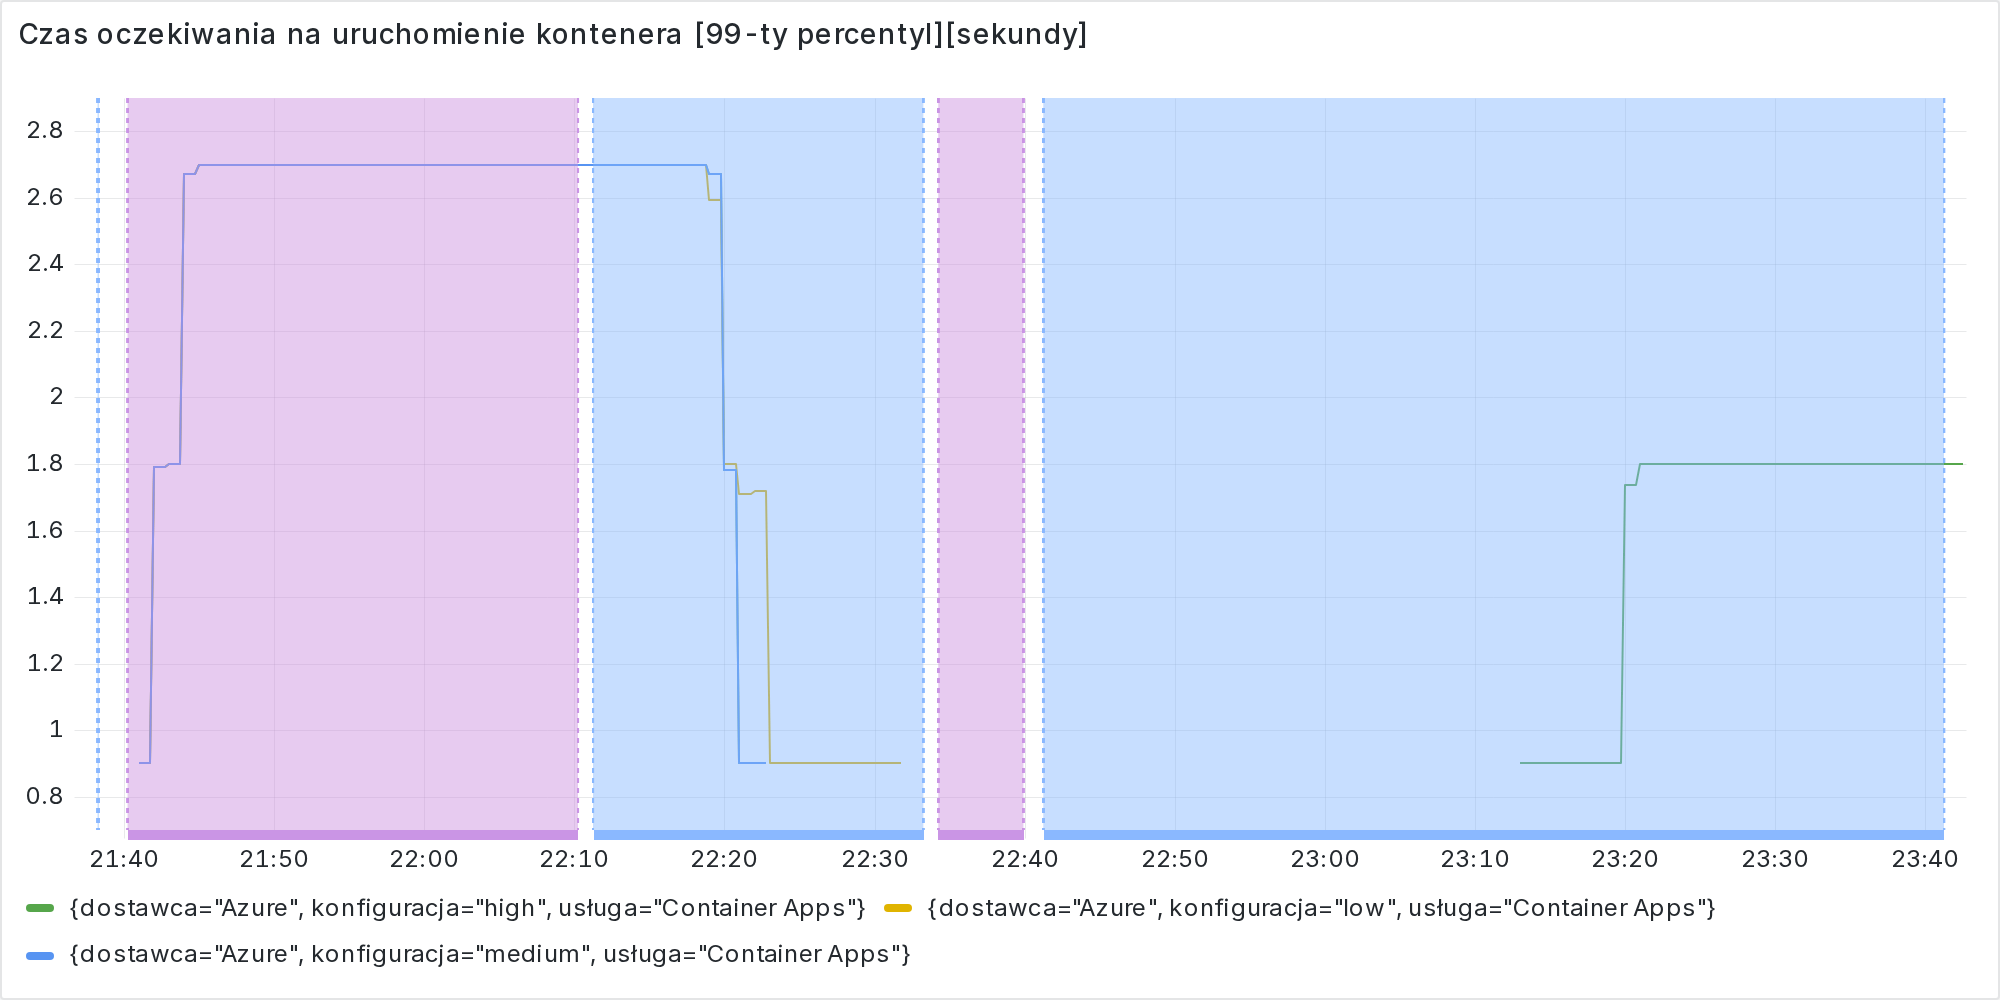 Czas oczekiwania na uruchomienie kontenera [99-ty percentyl][sekundy]
2.8
2.6
2.4
2.2
2
1.8
1.6
1.4
1.2
1
0.8
21:40 21:50 22:00 22:10 22:20 22:30 22:40 22:50 23:00 23:10 23:20 23:30 23:40
{dostawca="Azure", konfiguracja="high", usługa="Container Apps"} {dostawca="Azure", konfiguracja="low", usługa="Container Apps"}
{dostawca="Azure", konfiguracja="medium", usługa="Container Apps"}